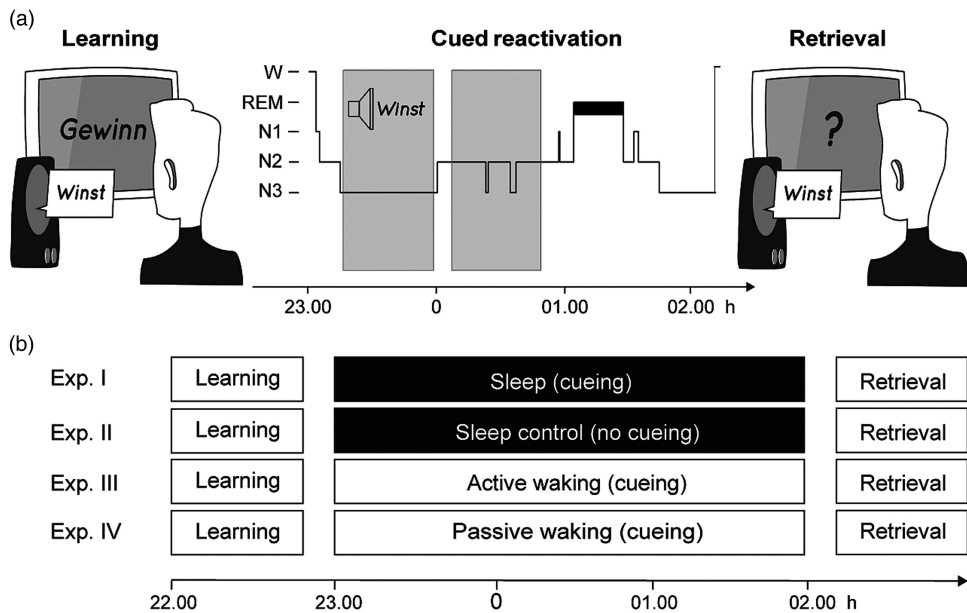 (a)
Learning
Cued reactivation
Retrieval
Gewinn
Winst
W
REM
N1
N2
N3
Winst
23.00
0
01.00
02.00 h
?
Winst
(b)
Exp. I
Learning
Sleep (cueing)
Retrieval
Exp. II
Learning
Sleep control (no cueing)
Retrieval
Exp. III
Learning
Active waking (cueing)
Retrieval
Exp. IV
Learning
Passive waking (cueing)
Retrieval
22.00
23.00
0
01.00
02.00 h